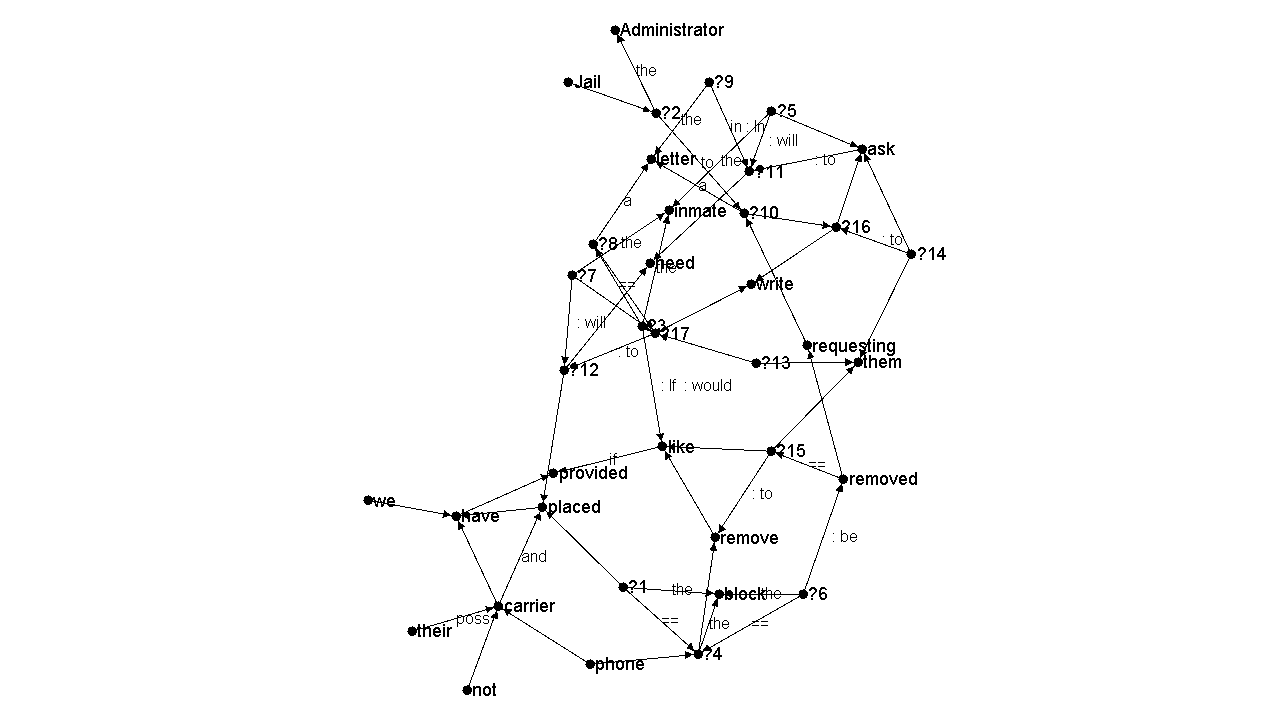 Administrator
the
Jail
?9
?2
the
?5
in : In
: will
ask
letter
to
the
: to
?11
a
a
inmate
?10
?16
?8
the
: to
?14
need
the
?7
==
write
: will
?3
?17
: to
requesting
?12
?13
them
: If : would
like
if
?15
==
provided
removed
we
have
placed
: to
remove
: be
and
?1
the
block
the
?6
carrier
poss
their
==
the
==
?4
phone
not